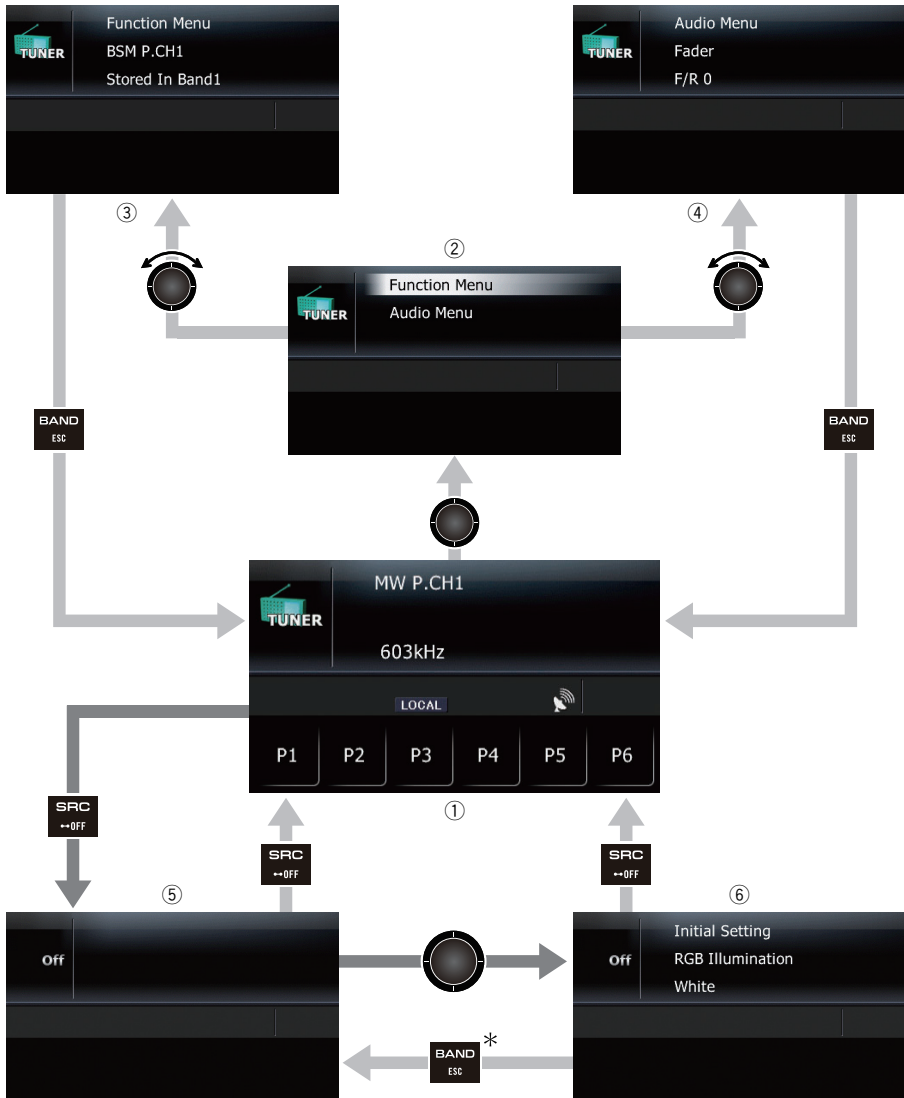 Function Menu
TUNER
BSM P.CH1
Stored In Band1
Audio Menu
TUNER
Fader
F/R 0
③
④
②
Function Menu
TUNER
Audio Menu
BAND
ESC
BAND
ESC
MW P.CH1
TUNER
603kHz
LOCAL
P1 P2 P3 P4 P5 P6
①
SRC
OFF
SRC
OFF
SRC
OFF
⑤
⑥
Off
Initial Setting
Off
RGB Illumination
White
BAND *
ESC